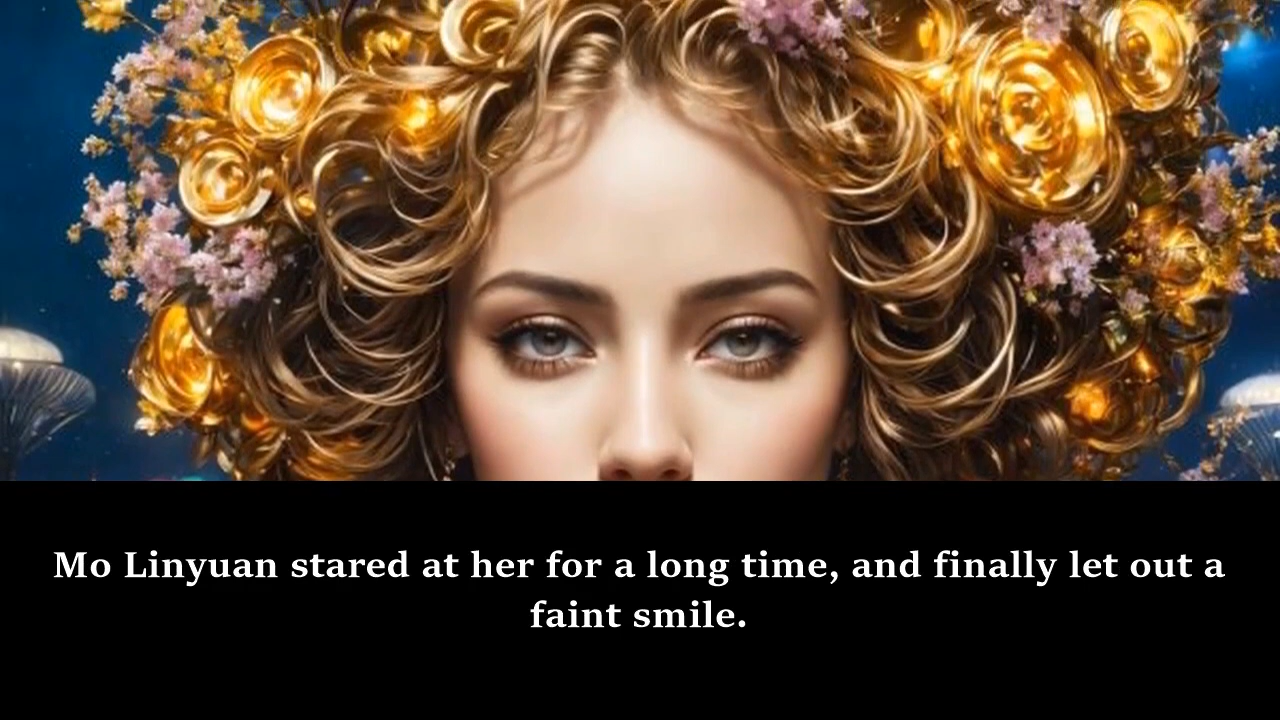 Mo Linyuan stared at her for a long time, and finally let out a
faint smile.